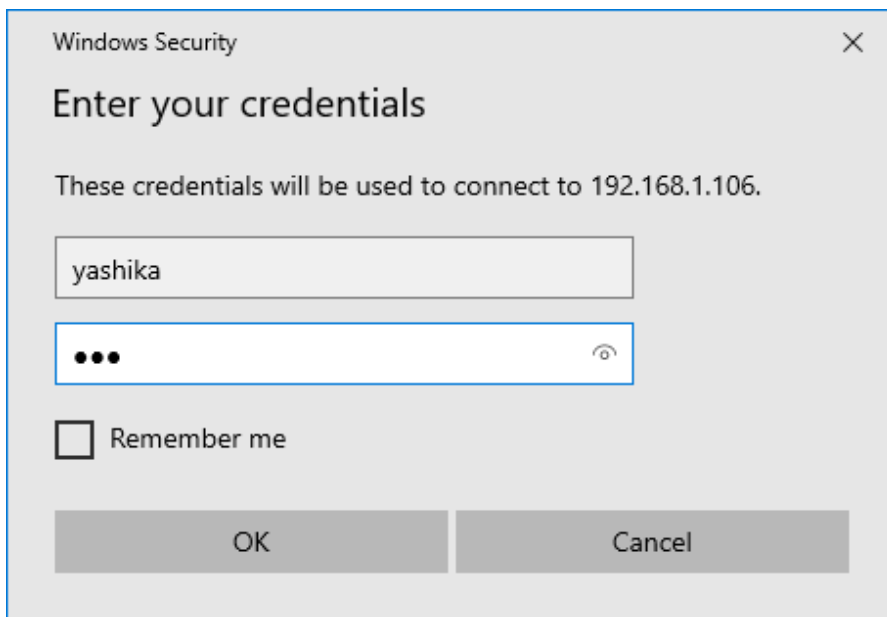 Windows Security
Enter your credentials
These credentials will be used to connect to 192.168.1.106.
yashika
●●●
Remember me
OK
Cancel